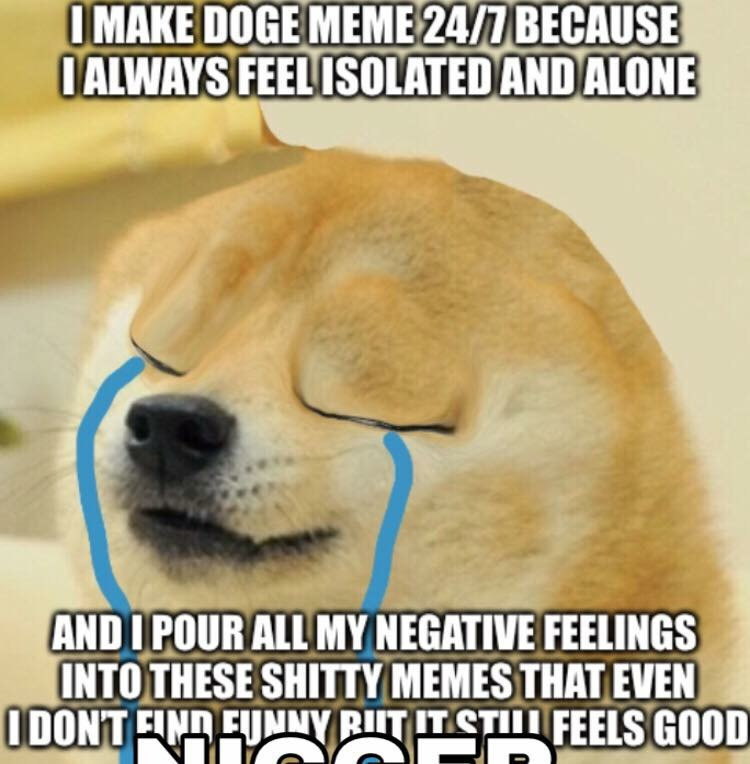 I MAKE DOGE MEME 24/7 BECAUSE
I ALWAYS FEEL ISOLATED AND ALONE
AND I POUR ALL MY NEGATIVE FEELINGS
INTO THESE SHITTY MEMES THAT EVEN
I DON'T FIND FUNNY BUT IT STILL FEELS GOOD
NIGGER